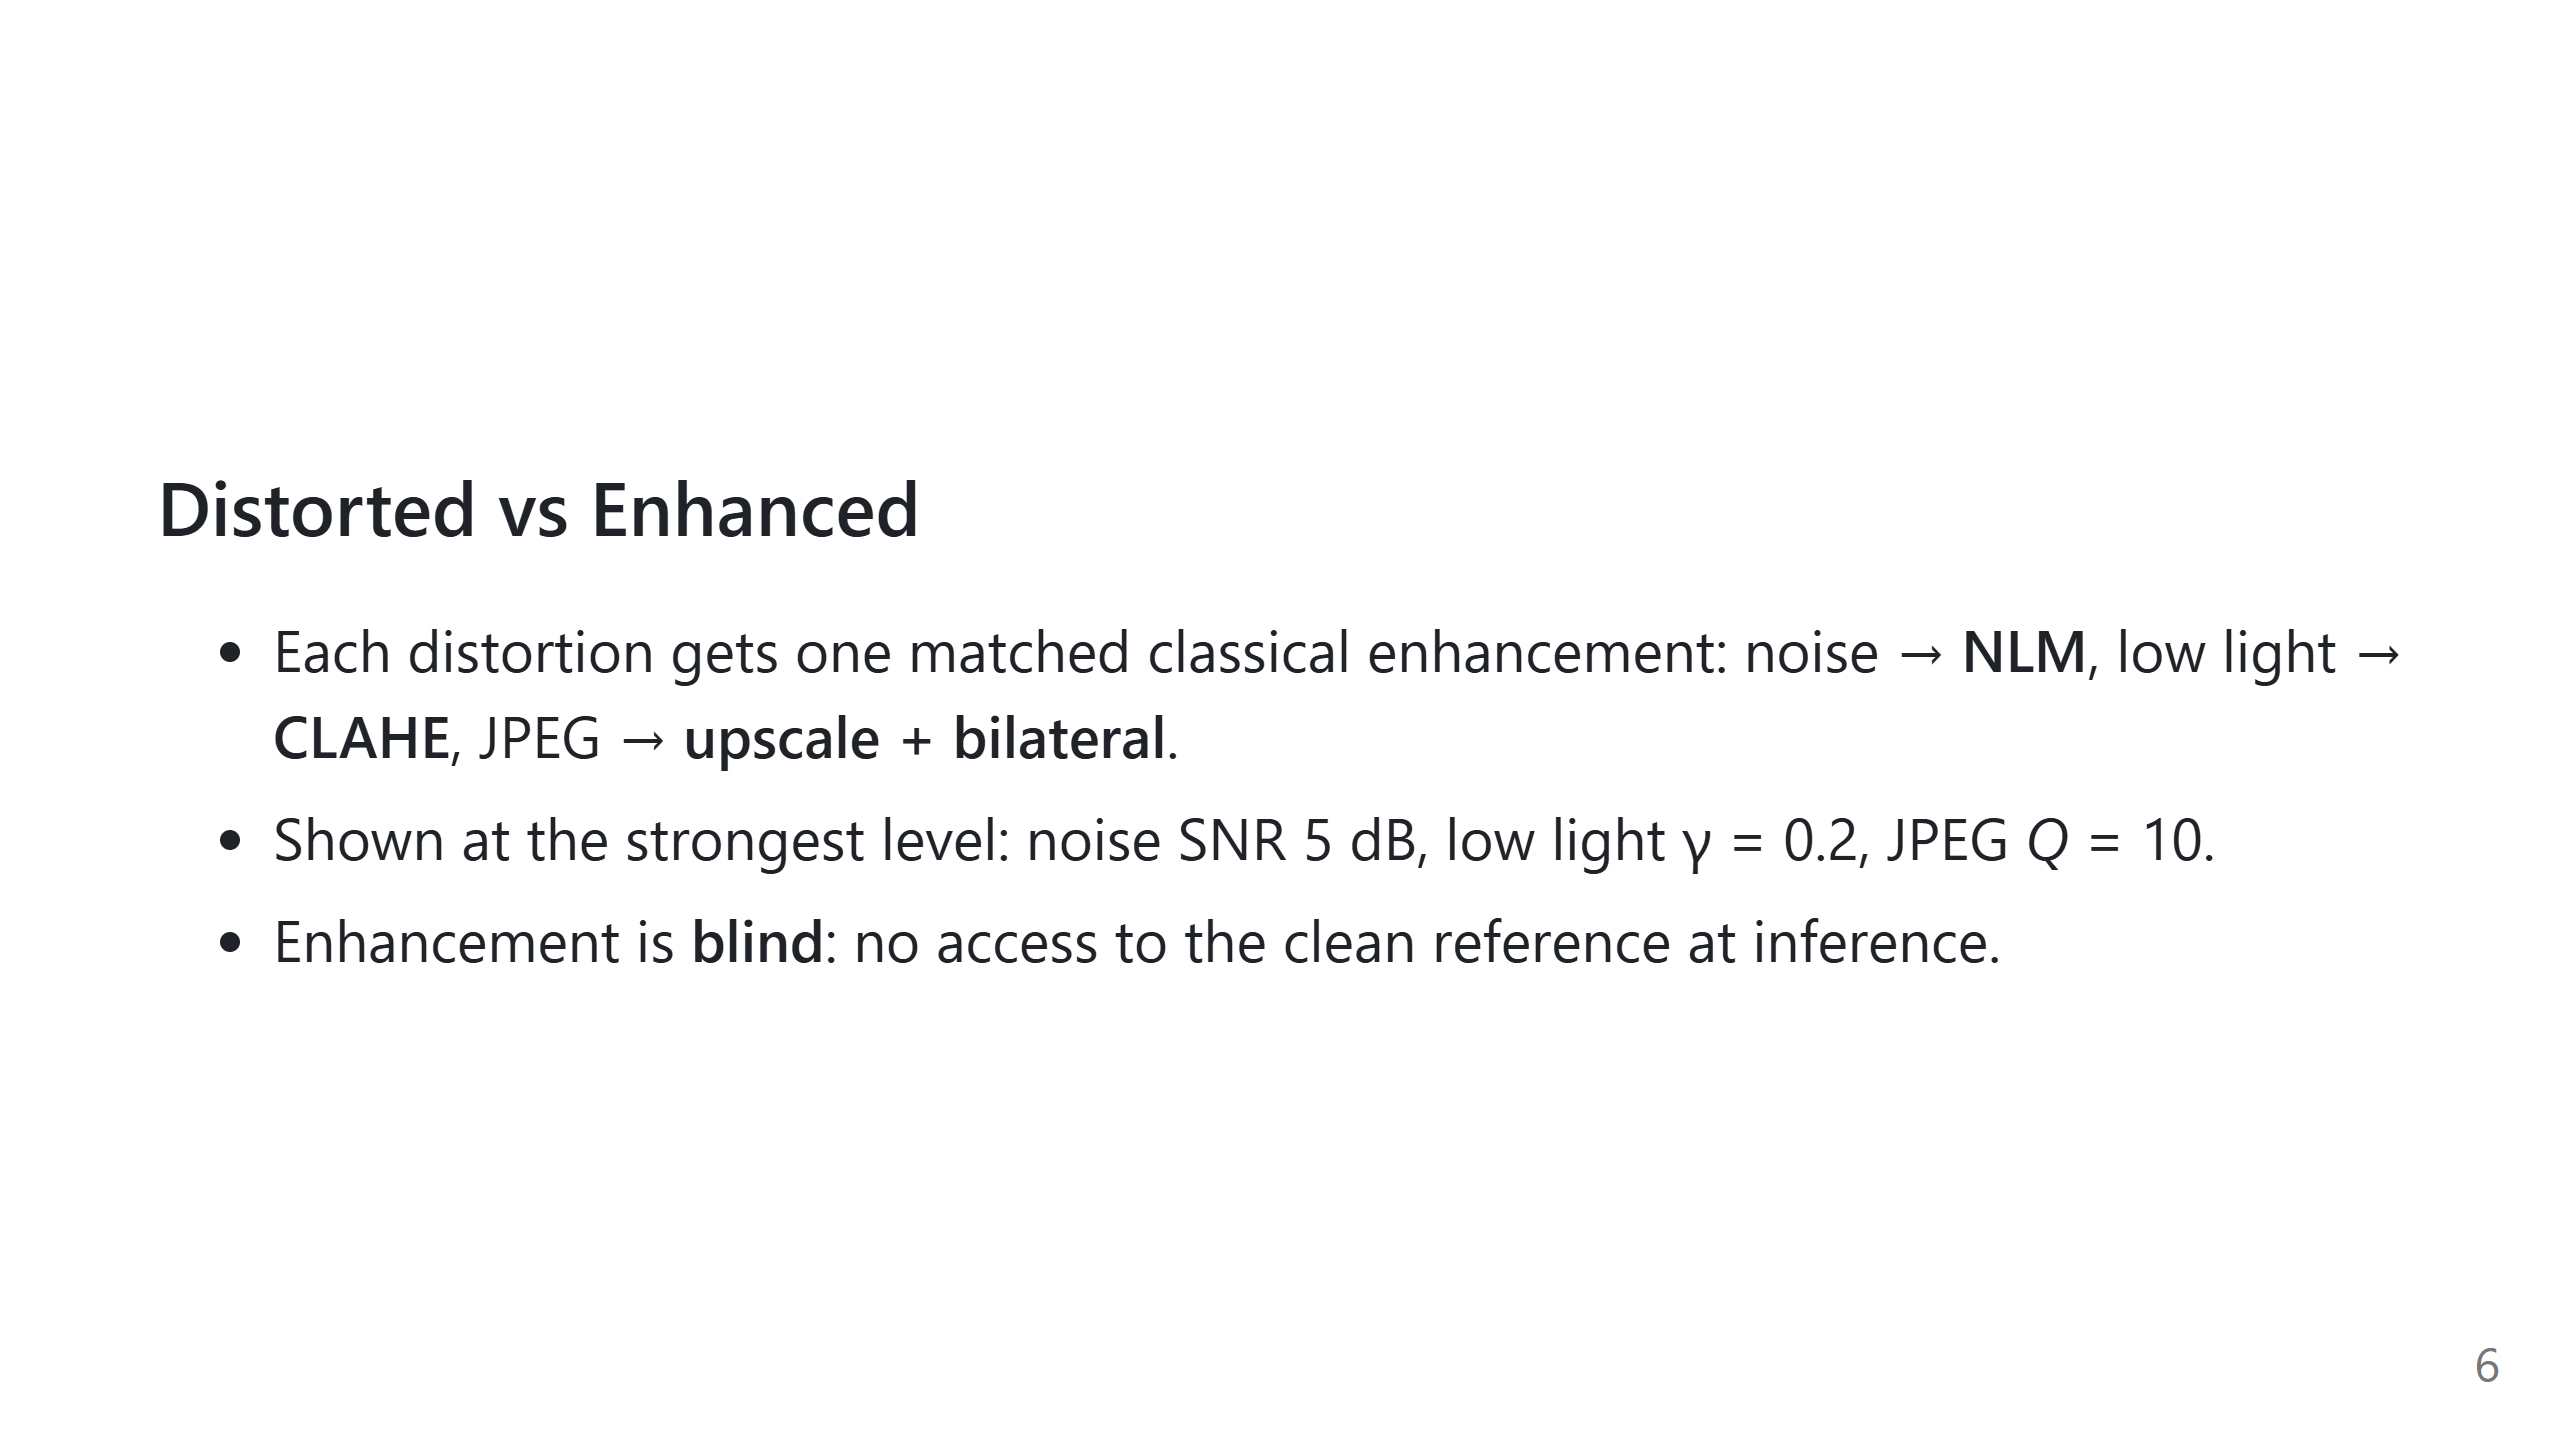 Distorted vs Enhanced
• Each distortion gets one matched classical enhancement: noise → NLM, low light →
CLAHE, JPEG → upscale + bilateral.
• Shown at the strongest level: noise SNR 5 dB, low light γ = 0.2, JPEG Q = 10.
• Enhancement is blind: no access to the clean reference at inference.
6